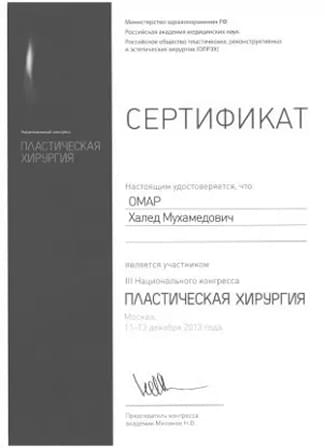 Министерство здравоохранения РФ
Российская академия медицинских наук
Российское общество пластических, реконструктивных
и эстетических хирургов (ОПРЭХ)
СЕРТИФИКАТ
Национальный конгресс
ПЛАСТИЧЕСКАЯ
ХИРУРГИЯ
Настоящим удостоверяется, что
ОМАР
Халед Мухамедович
является участником
III Национального конгресса
ПЛАСТИЧЕСКАЯ ХИРУРГИЯ
Москва,
11–13 декабря 2013 года
Председатель конгресса
академик Миланов Н.О.